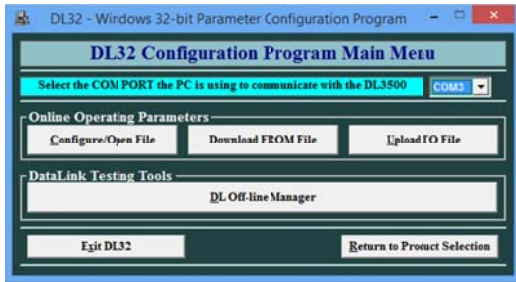 DL32 - Windows 32-bit Parameter Configuration Program
DL32 Configuration Program Main Menu
Select the COM PORT the PC is using to communicate with the DL3500 COM3
Online Operating Parameters
Configure/Open File Download FROM File Upload TO File
DataLink Testing Tools
DL Off-line Manager
Exit DL32 Return to Product Selection